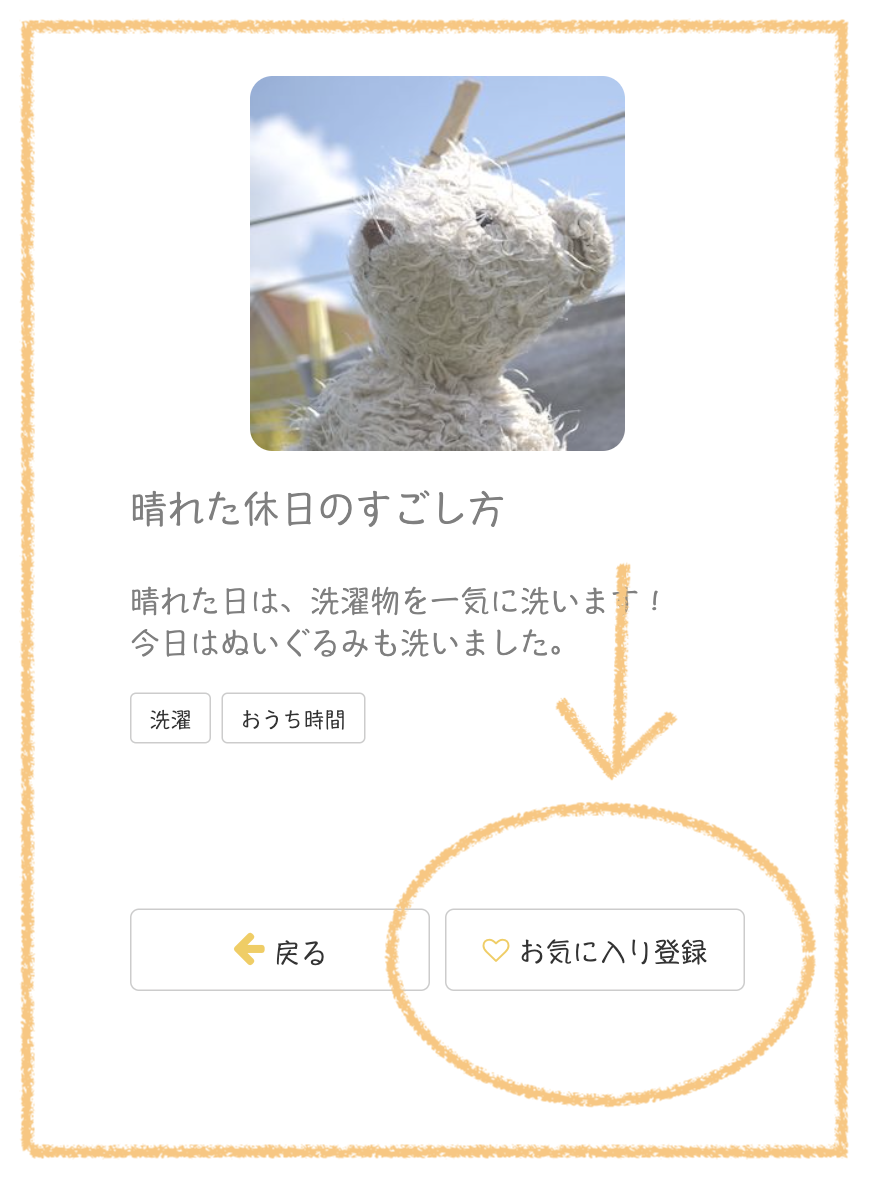 晴れた休日のすごし方
晴れた日は、洗濯物を一気に洗います！
今日はぬいぐるみも洗いました。
洗濯 おうち時間
戻る お気に入り登録